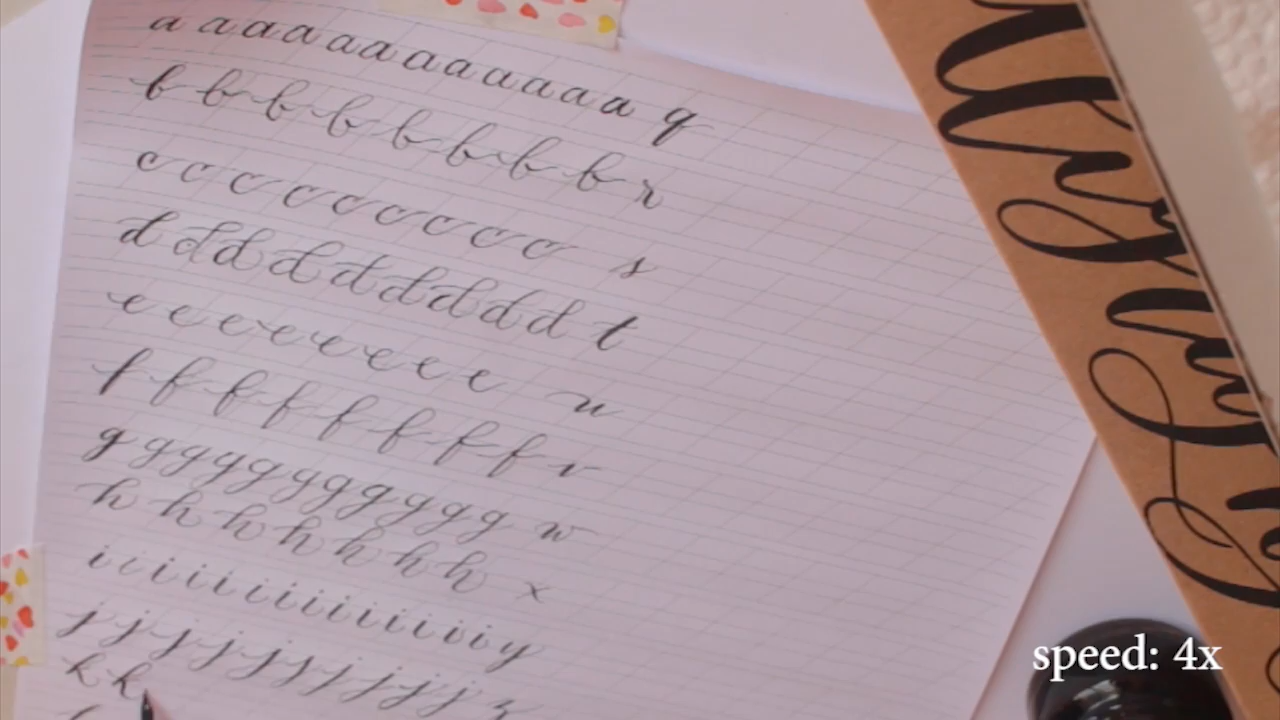 a a a a a a a a a a a a q
b b b b b b b b r
c c c c c c c c c s
d d d d d d d d d t
e e e e e e e e u
f f f f f f f f v
g g g g g g g g g g g w
h h h h h h h x
i i i i i i i i i i i i i i y
j j j j j j j j j j j z
k k
speed: 4x